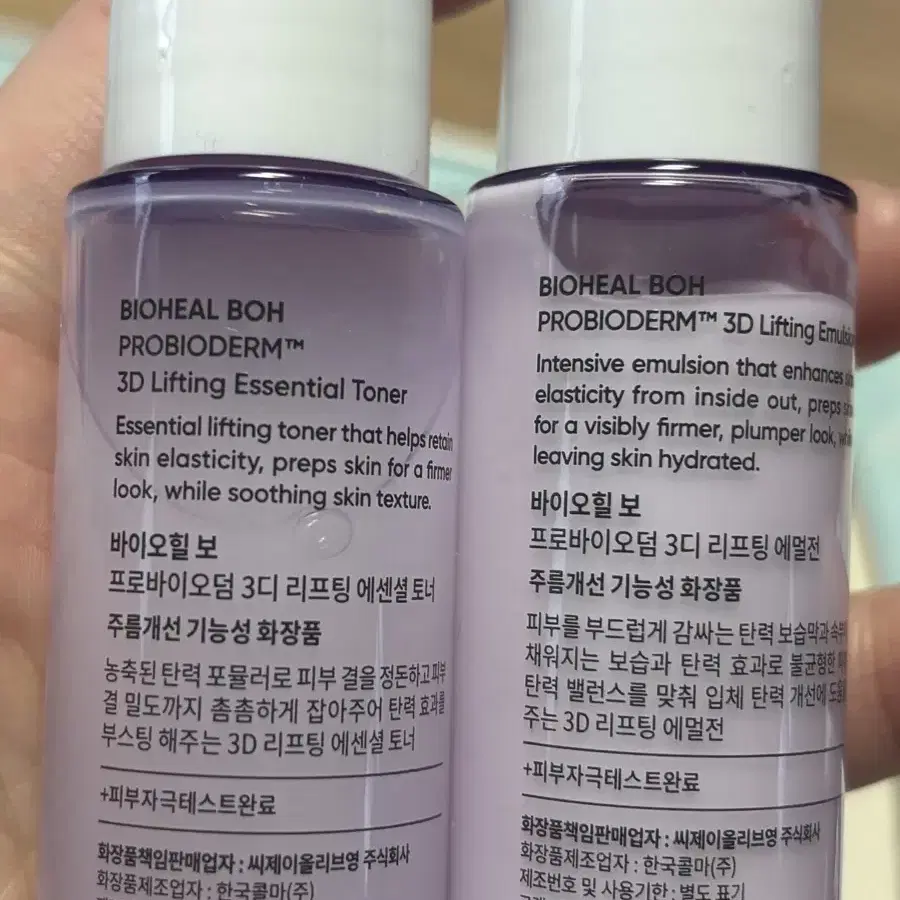 BIOHEAL BOH
PROBIODERM™
3D Lifting Essential Toner
Essential lifting toner that helps retain
skin elasticity, preps skin for a firmer
look, while soothing skin texture.
바이오힐 보
프로바이오덤 3디 리프팅 에센셜 토너
주름개선 기능성 화장품
농축된 탄력 포뮬러로 피부 결을 정돈하고 피부
결 밀도까지 촘촘하게 잡아주어 탄력 효과를
부스팅 해주는 3D 리프팅 에센셜 토너
+피부자극테스트완료
화장품책임판매업자 : 씨제이올리브영 주식회사
화장품제조업자 : 한국콜마(주)
BIOHEAL BOH
PROBIODERM™ 3D Lifting Emulsion
Intensive emulsion that enhances
elasticity from inside out, preps
for a visibly firmer, plumper look,
leaving skin hydrated.
바이오힐 보
프로바이오덤 3디 리프팅 에멀전
주름개선 기능성 화장품
피부를 부드럽게 감싸는 탄력 보습막과
채워지는 보습과 탄력 효과로 불균형한
탄력 밸런스를 맞춰 입체 탄력 개선에
주는 3D 리프팅 에멀전
+피부자극테스트완료
화장품책임판매업자 : 씨제이올리브영 주식회사
화장품제조업자 : 한국콜마(주)
제조번호 및 사용기한 : 별도 표기